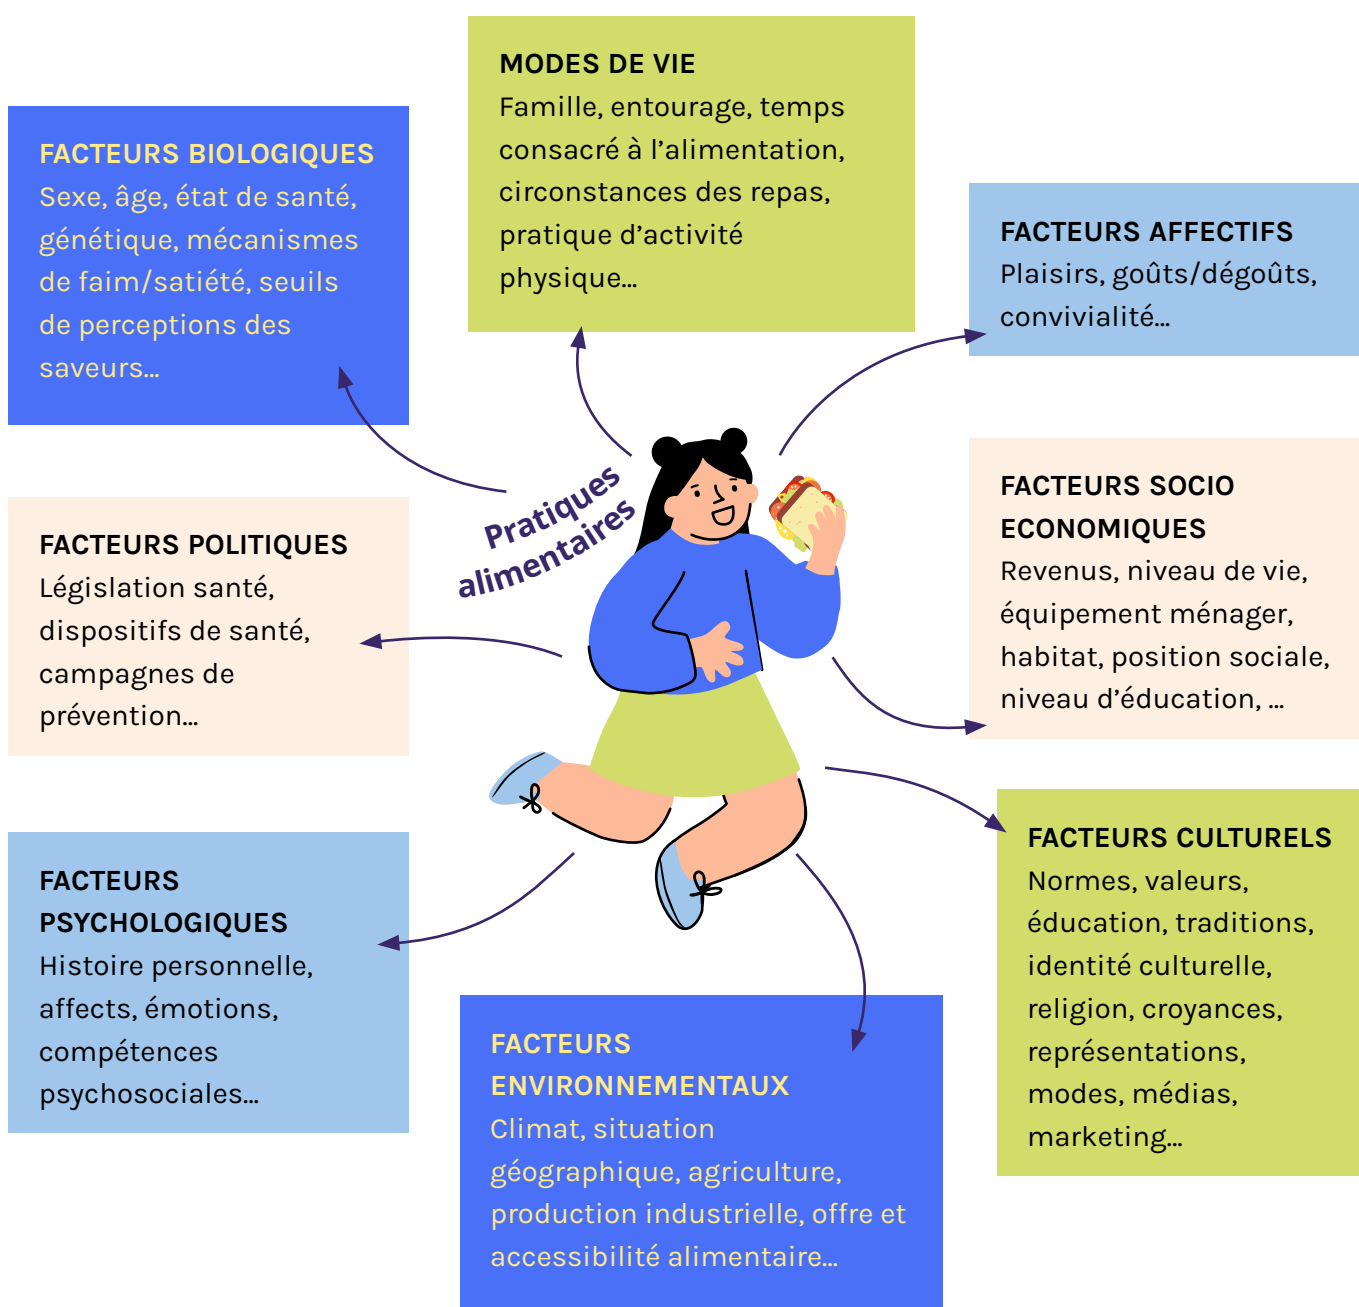 MODES DE VIE
Famille, entourage, temps
consacré à l’alimentation,
circonstances des repas,
pratique d’activité
physique...
FACTEURS BIOLOGIQUES
Sexe, âge, état de santé,
génétique, mécanismes
de faim/satiété, seuils
de perceptions des
saveurs...
FACTEURS AFFECTIFS
Plaisirs, goûts/dégoûts,
convivialité...
Pratiques
alimentaires
FACTEURS SOCIO
ECONOMIQUES
Revenus, niveau de vie,
équipement ménager,
habitat, position sociale,
niveau d’éducation, ...
FACTEURS POLITIQUES
Législation santé,
dispositifs de santé,
campagnes de
prévention...
FACTEURS CULTURELS
Normes, valeurs,
éducation, traditions,
identité culturelle,
religion, croyances,
représentations,
modes, médias,
marketing...
FACTEURS
PSYCHOLOGIQUES
Histoire personnelle,
affects, émotions,
compétences
psychosociales...
FACTEURS
ENVIRONNEMENTAUX
Climat, situation
géographique, agriculture,
production industrielle, offre et
accessibilité alimentaire...